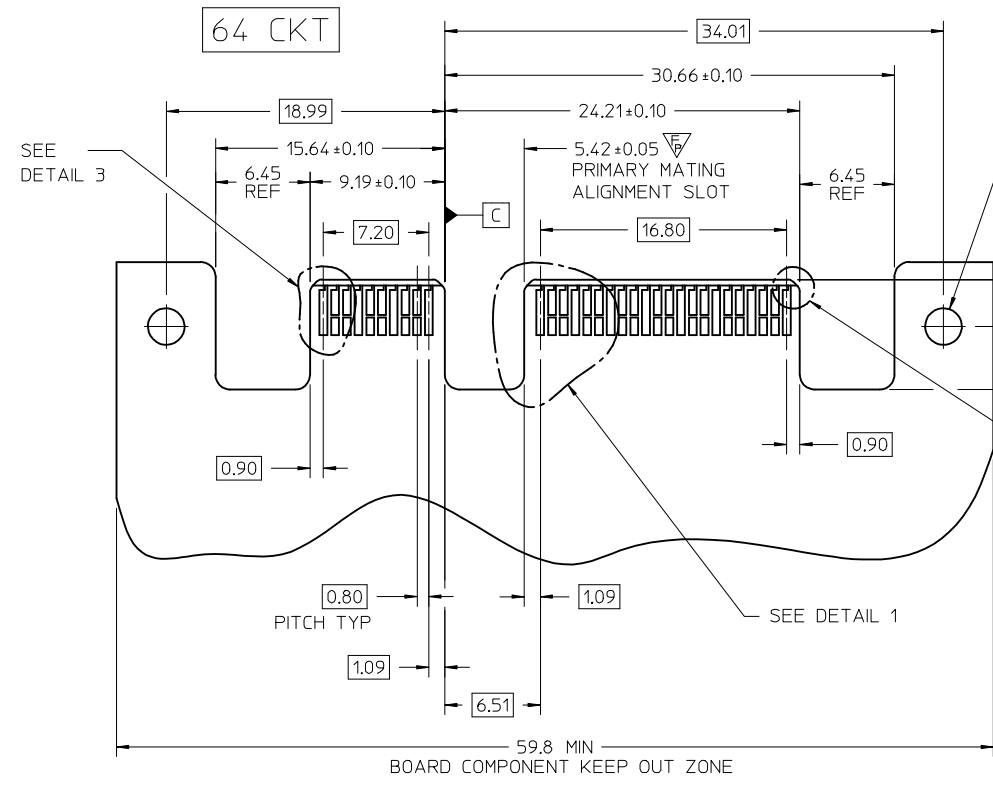 64 CKT
34.01
30.66±0.10
18.99
24.21±0.10
15.64±0.10
5.42±0.05 F P
PRIMARY MATING
ALIGNMENT SLOT
SEE
DETAIL 3
6.45
REF
9.19±0.10
6.45
REF
C
7.20
16.80
0.90
0.90
0.80
PITCH TYP
1.09
SEE DETAIL 1
1.09
6.51
59.8 MIN
BOARD COMPONENT KEEP OUT ZONE